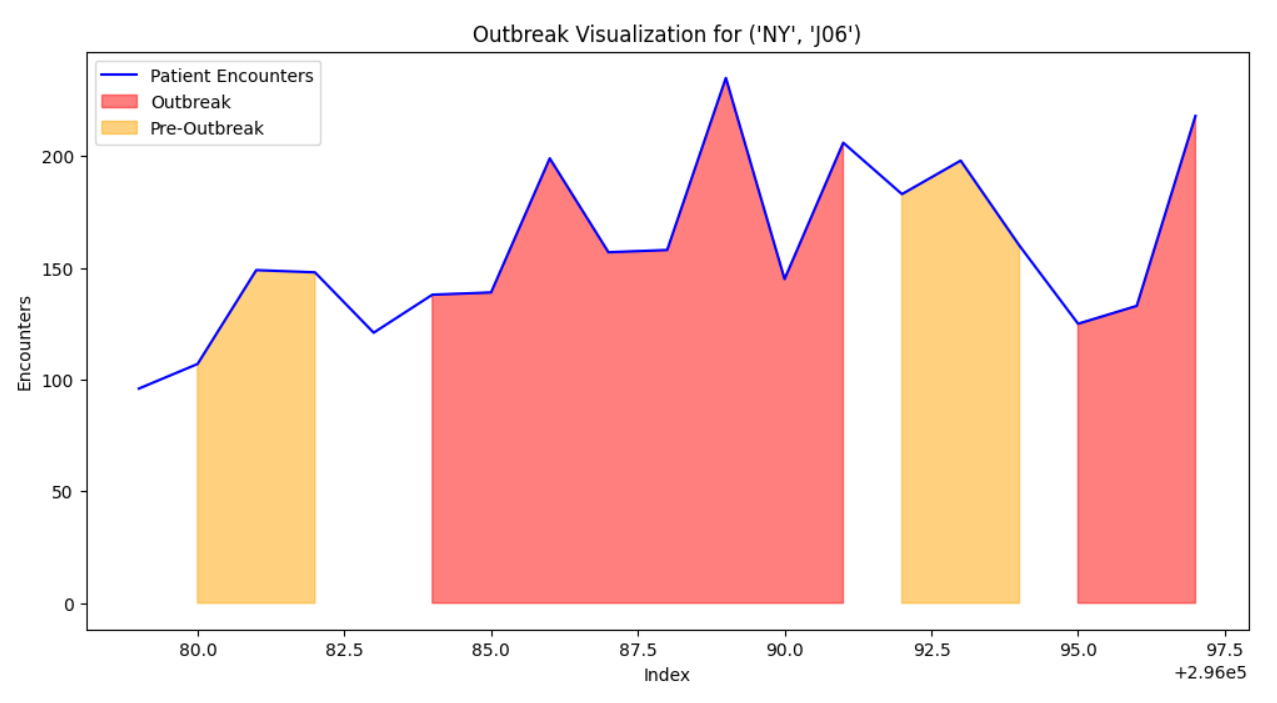 Outbreak Visualization for ('NY', 'J06')
Patient Encounters
Outbreak
Pre-Outbreak
Encounters
200
150
100
50
0
80.0 82.5 85.0 87.5 90.0 92.5 95.0 97.5
Index
+2.96e5